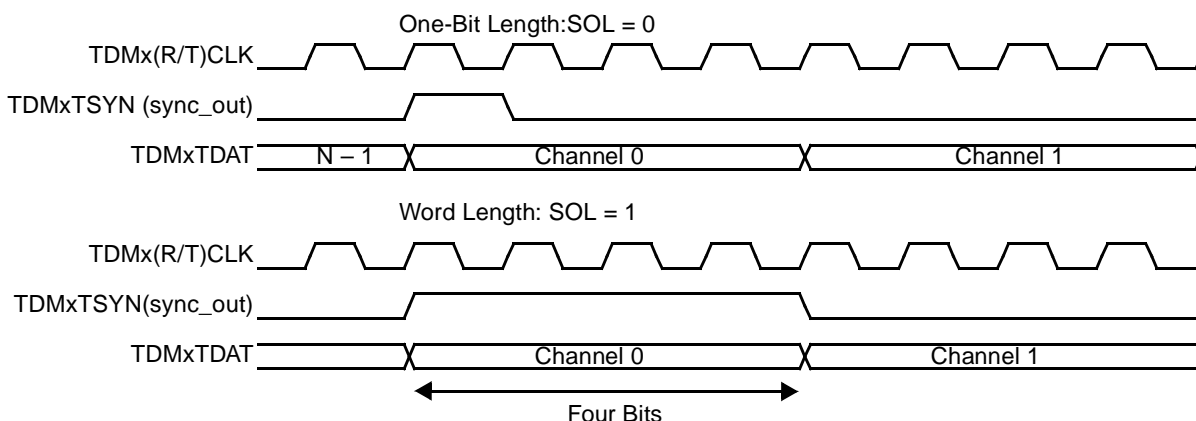 One-Bit Length:SOL = 0
TDMx(R/T)CLK
TDMxTSYN (sync_out)
TDMxTDAT N – 1 Channel 0 Channel 1
Word Length: SOL = 1
TDMx(R/T)CLK
TDMxTSYN(sync_out)
TDMxTDAT Channel 0 Channel 1
Four Bits